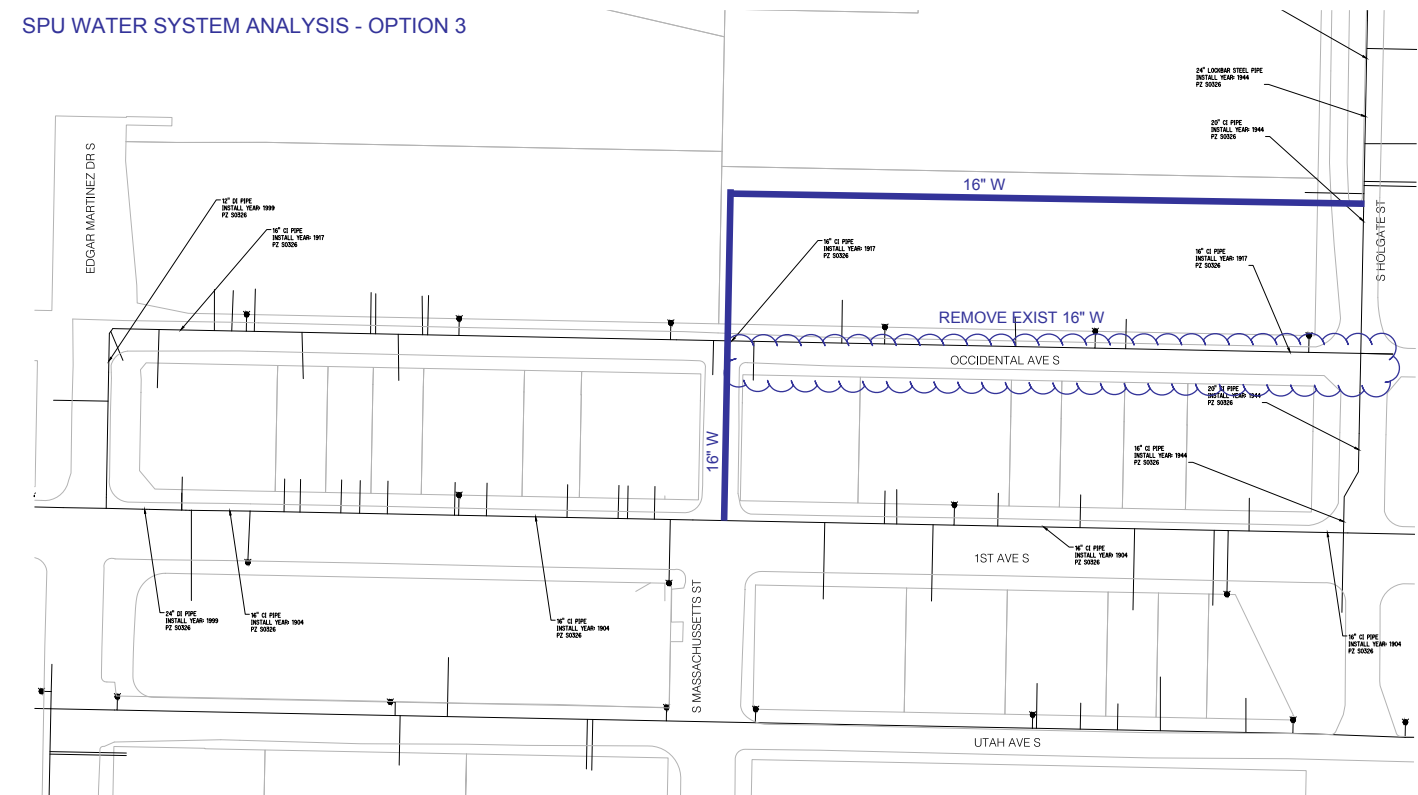 SPU WATER SYSTEM ANALYSIS - OPTION 3
24" LOCKBAR STEEL PIPE
INSTALL YEAR: 1944
PZ S0326
20" CI PIPE
INSTALL YEAR: 1944
PZ S0326
EDGAR MARTINEZ DR S
16" W
12" DI PIPE
INSTALL YEAR: 1999
PZ S0326
16" CI PIPE
INSTALL YEAR: 1917
PZ S0326
16" CI PIPE
INSTALL YEAR: 1917
PZ S0326
16" CI PIPE
INSTALL YEAR: 1917
PZ S0326
S HOLGATE ST
REMOVE EXIST 16" W
OCCIDENTAL AVE S
20" CI PIPE
INSTALL YEAR: 1944
PZ S0326
16" W
16" CI PIPE
INSTALL YEAR: 1944
PZ S0326
16" CI PIPE
INSTALL YEAR: 1904
PZ S0326
1ST AVE S
24" DI PIPE
INSTALL YEAR: 1999
PZ S0326
16" CI PIPE
INSTALL YEAR: 1904
PZ S0326
16" CI PIPE
INSTALL YEAR: 1904
PZ S0326
S MASSACHUSSETTS ST
16" CI PIPE
INSTALL YEAR: 1904
PZ S0326
UTAH AVE S